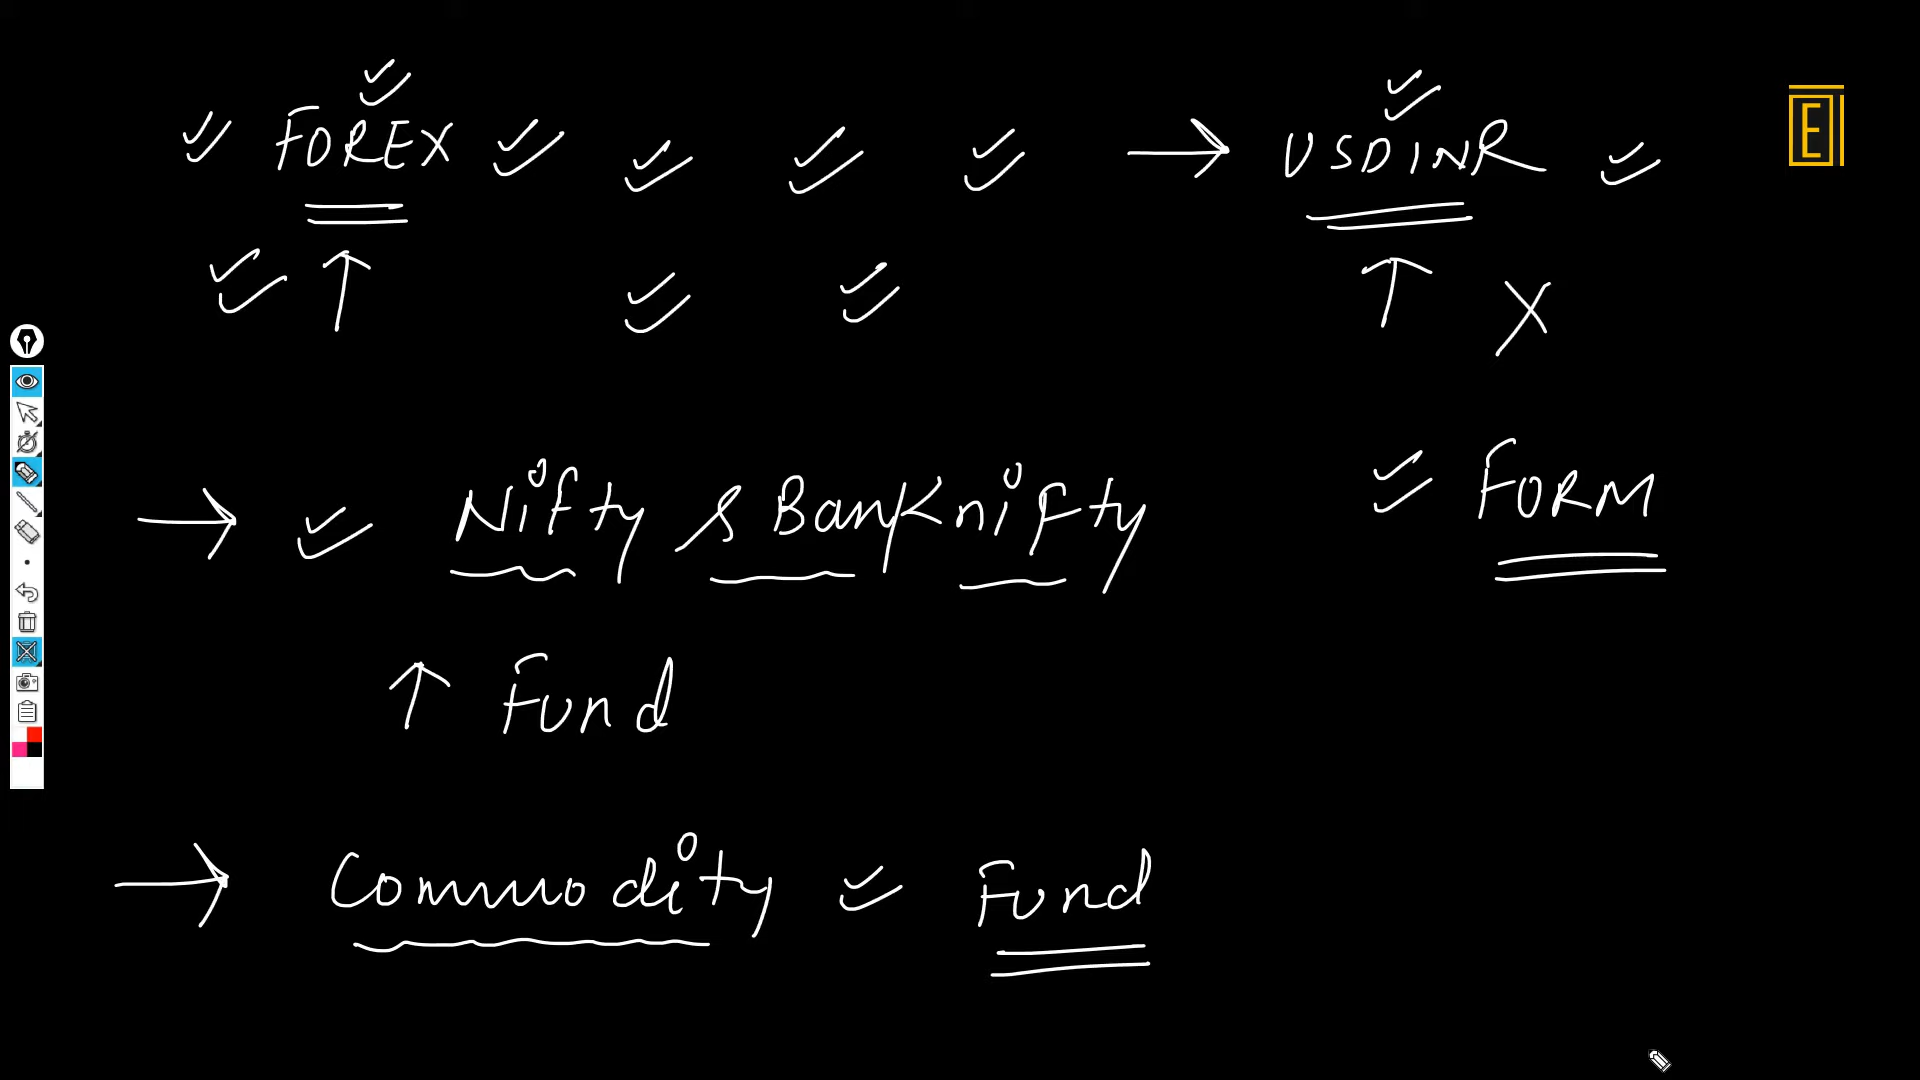 FOREX → USDINR
↑ ↑ X
→ Nifty & Banknifty FORM
↑ Fund
→ Commodity Fund
E